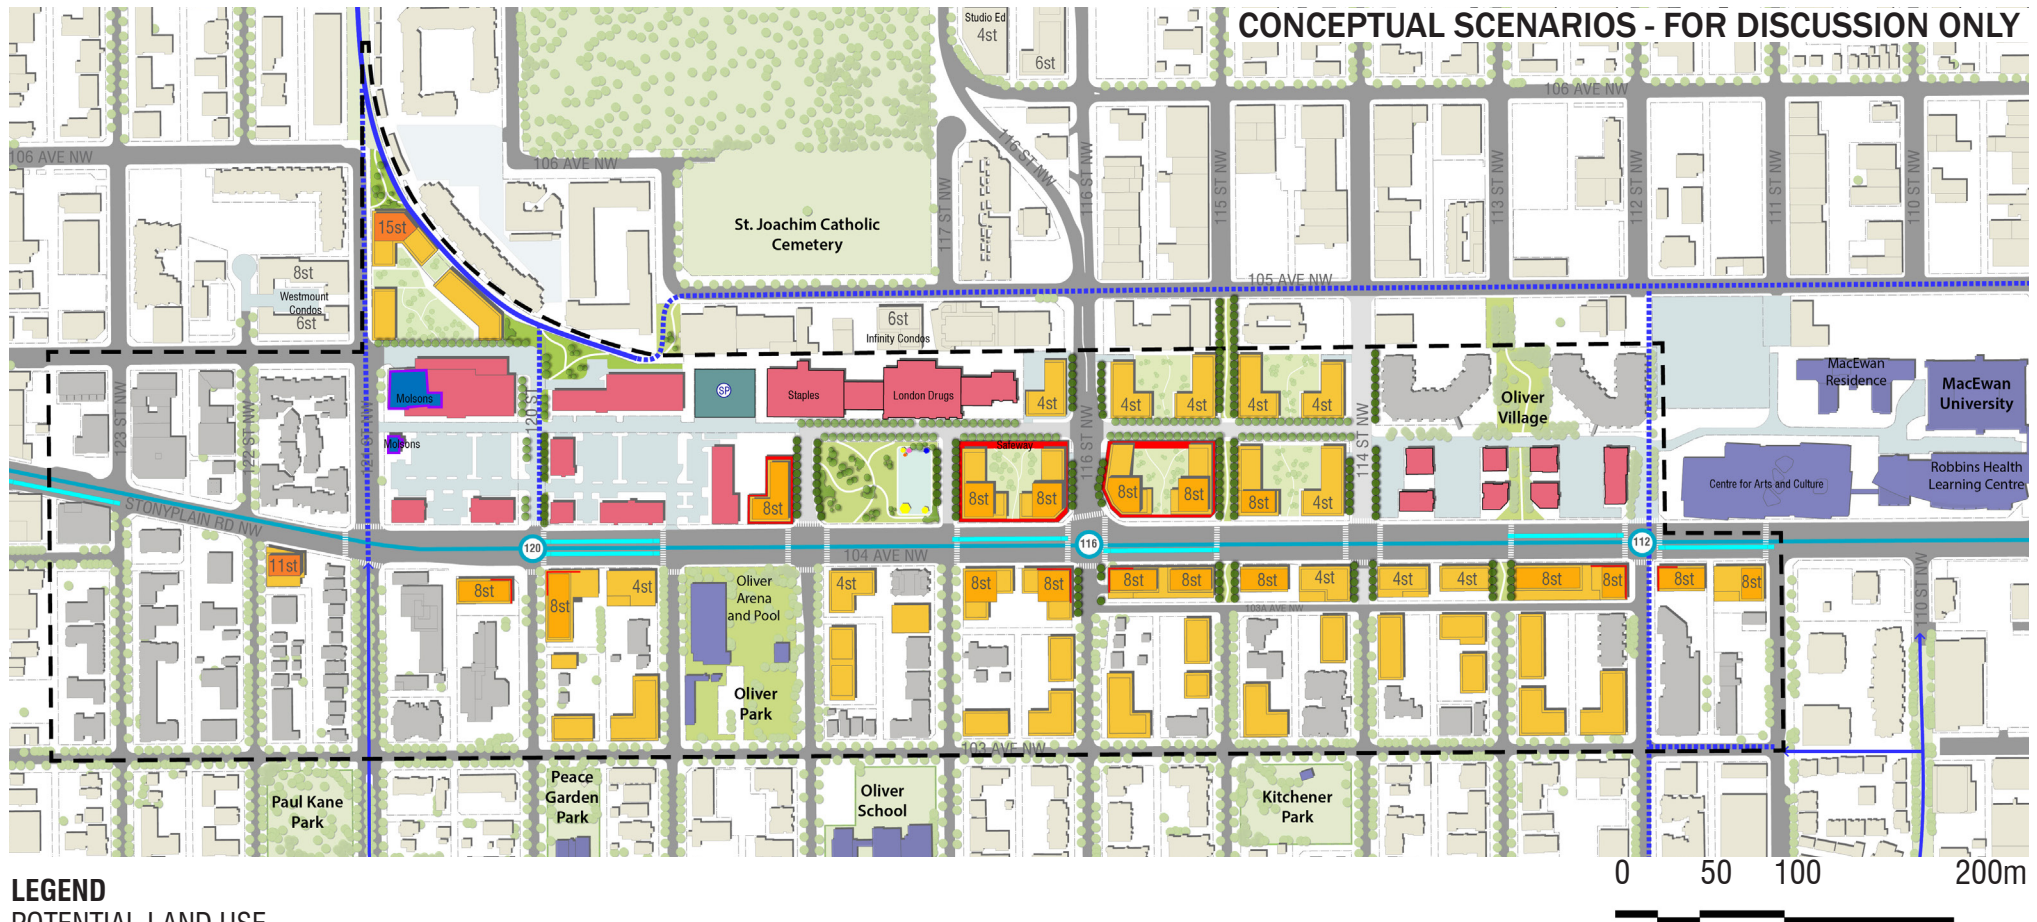 CONCEPTUAL SCENARIOS - FOR DISCUSSION ONLY
Studio Ed
4st
6st
106 AVE NW
106 AVE NW
106 AVE NW
116 ST NW
116 ST NW
115 ST NW
113 ST NW
112 ST NW
111 ST NW
110 ST NW
117 ST NW
St. Joachim Catholic
Cemetery
15st
8st
Westmount
Condos
6st
105 AVE NW
6st
Infinity Condos
Molsons
Molsons
SP
Staples
London Drugs
4st
4st
4st
4st
4st
Oliver
Village
MacEwan
Residence
MacEwan
University
123 ST NW
122 ST NW
120 ST
116 ST NW
114 ST NW
Safeway
8st
8st
8st
8st
8st
8st
4st
Centre for Arts and Culture
Robbins Health
Learning Centre
STONYPLAIN RD NW
120
116
112
104 AVE NW
11st
8st
8st
4st
Oliver
Arena
and Pool
4st
8st
8st
8st
8st
8st
4st
4st
4st
8st
8st
8st
8st
103A AVE NW
110 ST NW
Oliver
Park
103 AVE NW
Paul Kane
Park
Peace
Garden
Park
Oliver
School
Kitchener
Park
0 50 100 200m
LEGEND
POTENTIAL LAND USE